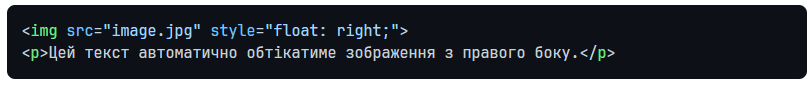 <img src="image.jpg" style="float: right;">
<p>Цей текст автоматично обтікатиме зображення з правого боку.</p>